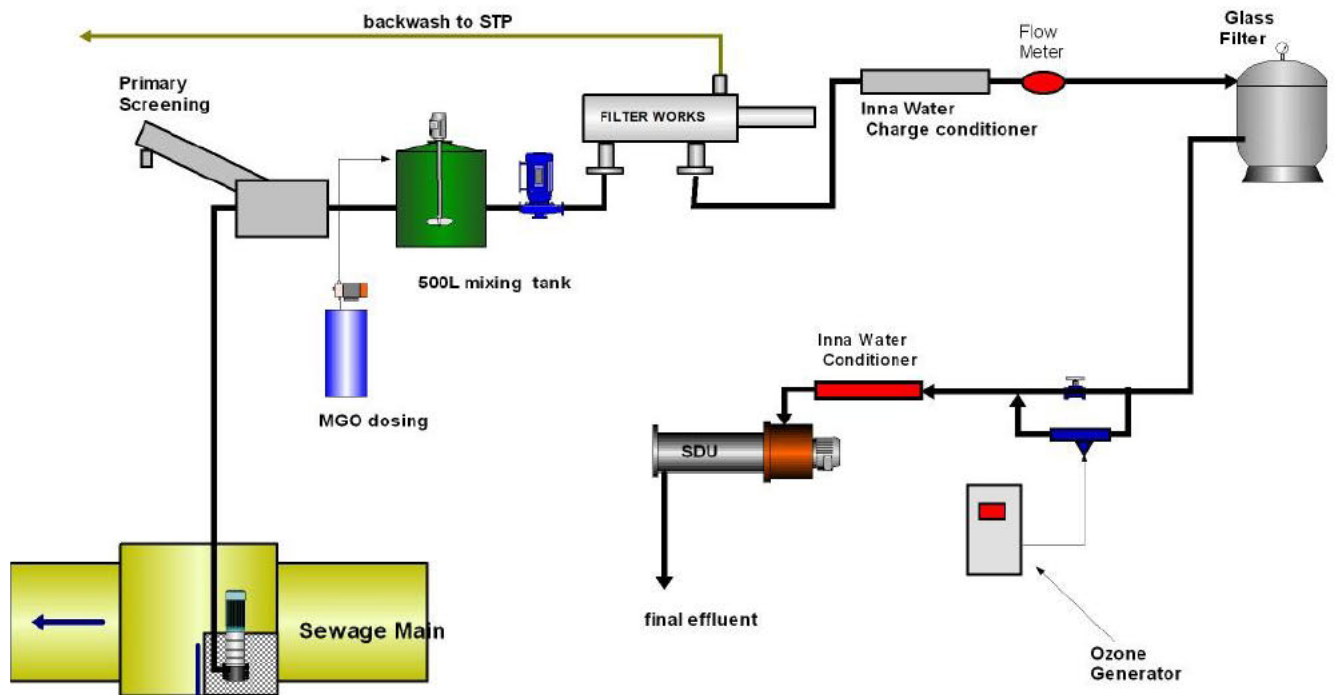 backwash to STP
Glass
Filter
Flow
Meter
Primary
Screening
FILTER WORKS
Inna Water
Charge conditioner
500L mixing tank
MGO dosing
Inna Water
Conditioner
SDU
Sewage Main
final effluent
Ozone
Generator